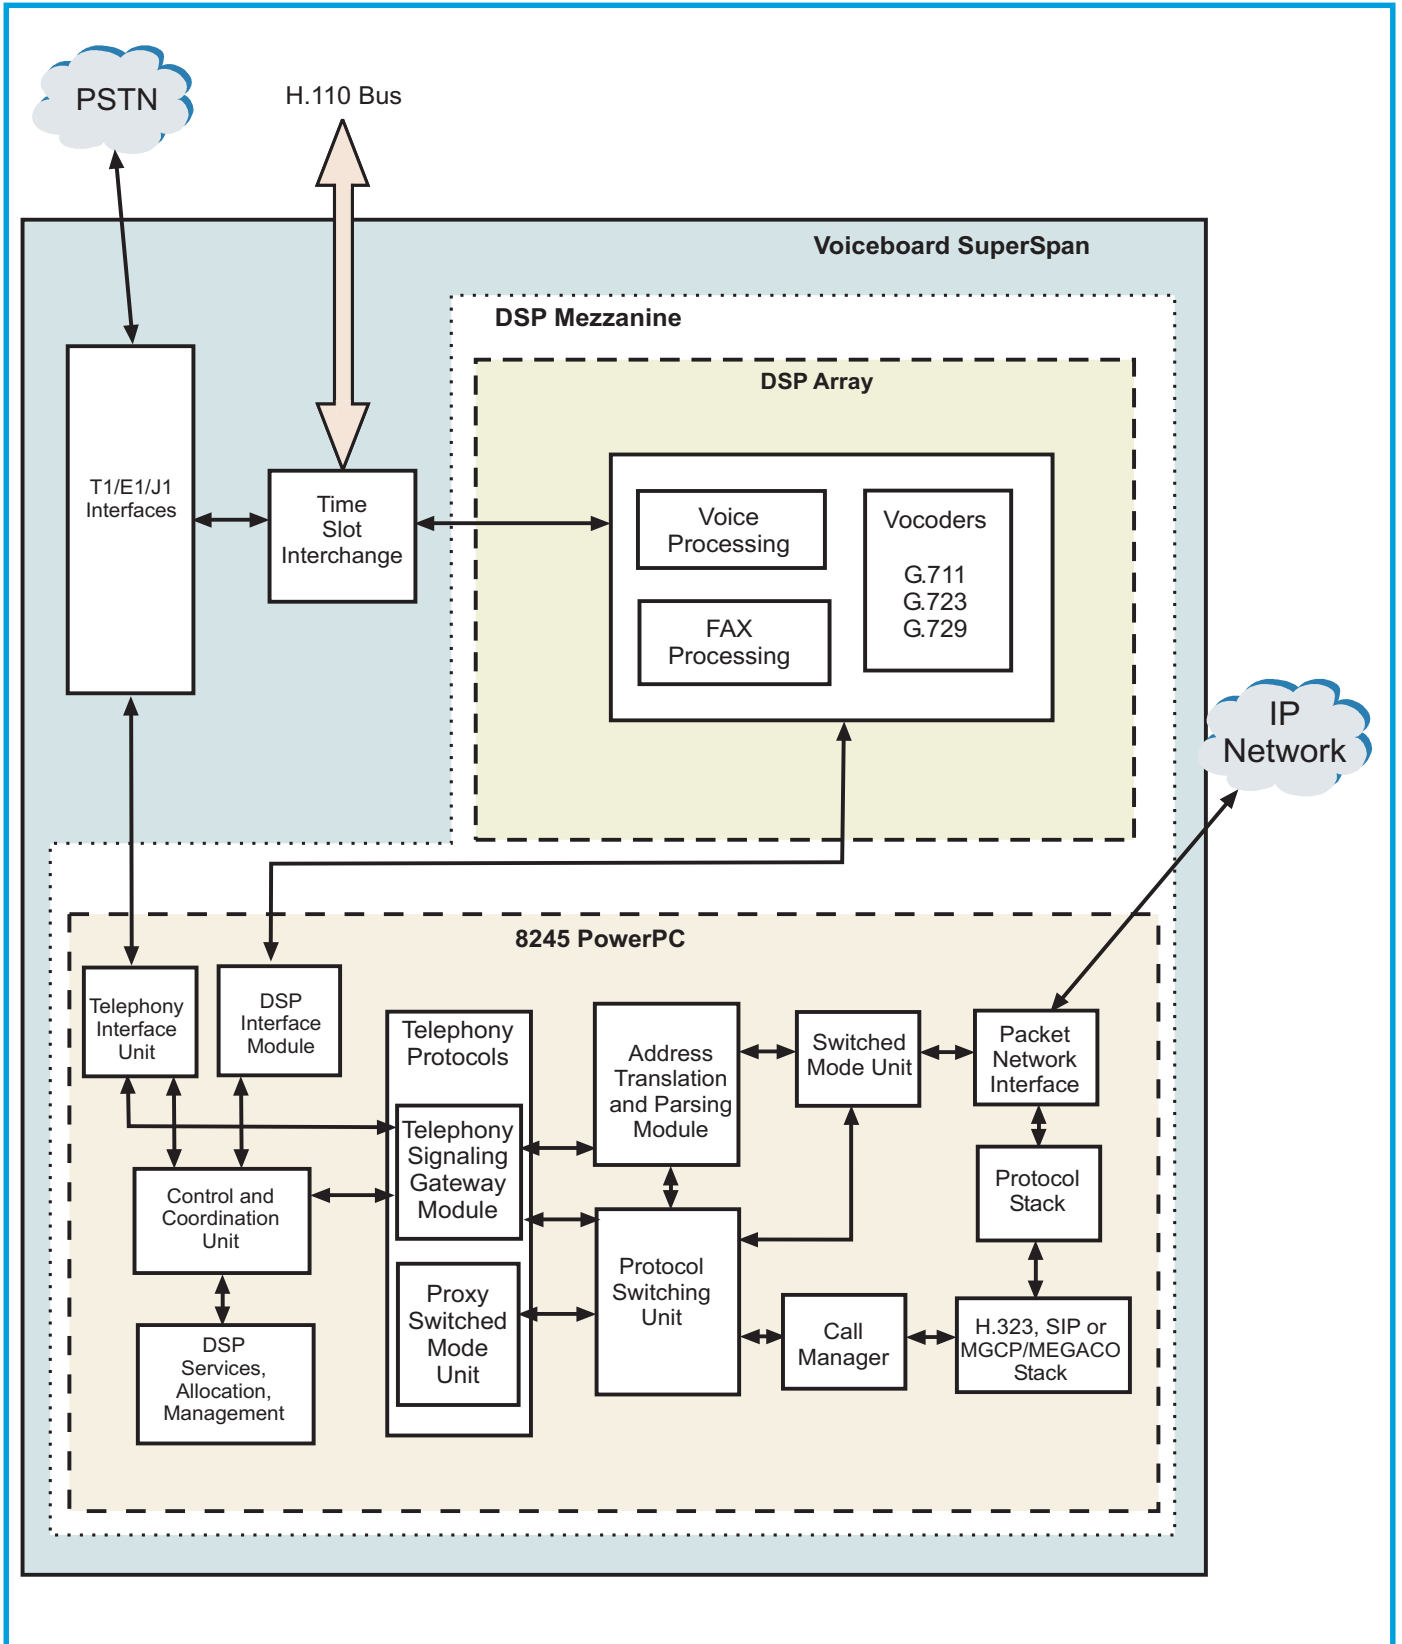 PSTN
H.110 Bus
Voiceboard SuperSpan
DSP Mezzanine
DSP Array
T1/E1/J1
Interfaces
Time
Slot
Interchange
Voice
Processing
FAX
Processing
Vocoders
G.711
G.723
G.729
IP
Network
8245 PowerPC
Telephony
Interface
Unit
DSP
Interface
Module
Telephony
Protocols
Telephony
Signaling
Gateway
Module
Proxy
Switched
Mode
Unit
Address
Translation
and Parsing
Module
Switched
Mode Unit
Packet
Network
Interface
Protocol
Stack
Control and
Coordination
Unit
Protocol
Switching
Unit
Call
Manager
H.323, SIP or
MGCP/MEGACO
Stack
DSP
Services,
Allocation,
Management